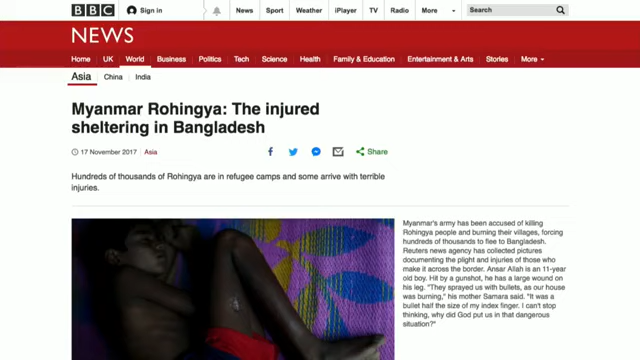 BBC Sign in News Sport Weather iPlayer TV Radio More Search
NEWS
Home UK World Business Politics Tech Science Health Family & Education Entertainment & Arts Stories More
Asia China India
Myanmar Rohingya: The injured
sheltering in Bangladesh
17 November 2017 Asia Share
Hundreds of thousands of Rohingya are in refugee camps and some arrive with terrible
injuries.
Myanmar's army has been accused of killing
Rohingya people and burning their villages, forcing
hundreds of thousands to flee to Bangladesh.
Reuters news agency has collected pictures
documenting the plight and injuries of those who
make it across the border. Ansar Allah is an 11-year
old boy. Hit by a gunshot, he has a large wound on
his leg. "They sprayed us with bullets, as our house
was burning," his mother Samara said. "It was a
bullet half the size of my index finger. I can't stop
thinking, why did God put us in that dangerous
situation?"